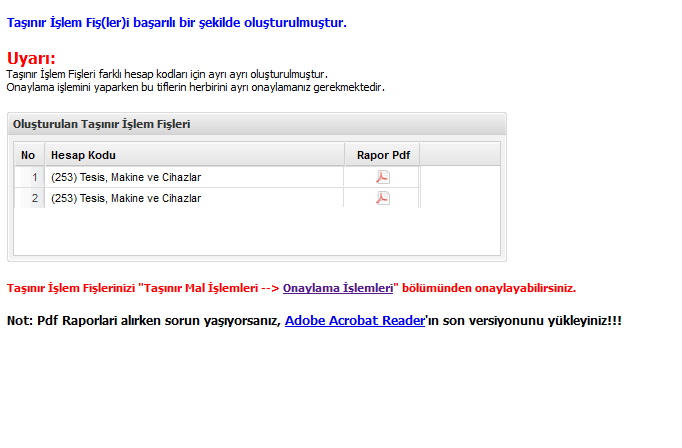 Taşınır İşlem Fiş(ler)i başarılı bir şekilde oluşturulmuştur.
Uyarı:
Taşınır İşlem Fişleri farklı hesap kodları için ayrı ayrı oluşturulmuştur.
Onaylama işlemini yaparken bu tiflerin herbirini ayrı onaylamanız gerekmektedir.
Oluşturulan Taşınır İşlem Fişleri
No Hesap Kodu Rapor Pdf
1 (253) Tesis, Makine ve Cihazlar
2 (253) Tesis, Makine ve Cihazlar
Taşınır İşlem Fişlerinizi "Taşınır Mal İşlemleri --> Onaylama İşlemleri" bölümünden onaylayabilirsiniz.
Not: Pdf Raporlari alırken sorun yaşıyorsanız, Adobe Acrobat Reader'ın son versiyonunu yükleyiniz!!!